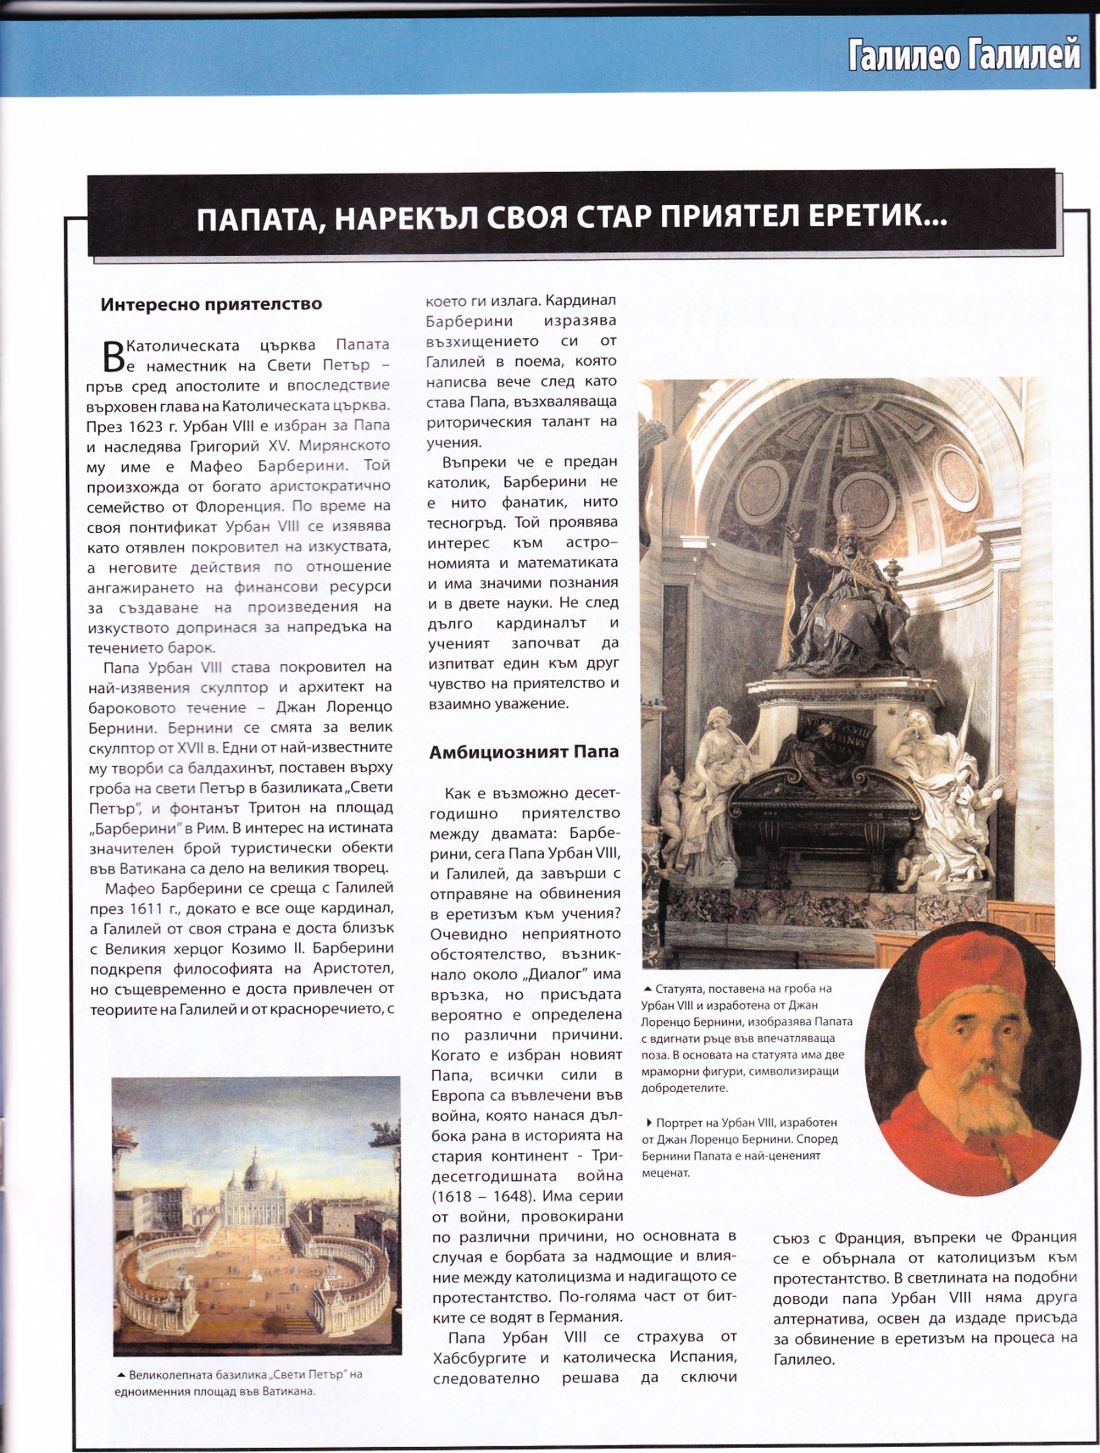 Галилео Галилей
ПАПАТА, НАРЕКЪЛ СВОЯ СТАР ПРИЯТЕЛ ЕРЕТИК...
Интересно приятелство
В Католическата църква Папата
е наместник на Свети Петър –
пръв сред апостолите и впоследствие
върховен глава на Католическата църква.
През 1623 г. Урбан VIII е избран за Папа
и наследява Григорий XV. Мирянското
му име е Мафео Барберини. Той
произхожда от богато аристократично
семейство от Флоренция. По време на
своя понтификат Урбан VIII се изявява
като отявлен покровител на изкуствата,
а неговите действия по отношение
ангажирането на финансови ресурси
за създаване на произведения на
изкуството допринася за напредъка на
течението барок.
Папа Урбан VIII става покровител на
най-изявения скулптор и архитект на
бароковото течение – Джан Лоренцо
Бернини. Бернини се смята за велик
скулптор от XVII в. Едни от най-известните
му творби са балдахинът, поставен върху
гроба на свети Петър в базиликата „Свети
Петър”, и фонтанът Тритон на площад
„Барберини” в Рим. В интерес на истината
значителен брой туристически обекти
във Ватикана са дело на великия творец.
Мафео Барберини се среща с Галилей
през 1611 г., докато е все още кардинал,
а Галилей от своя страна е доста близък
с Великия херцог Козимо II. Барберини
подкрепя философията на Аристотел,
но същевременно е доста привлечен от
теориите на Галилей и от красноречието, с
което ги излага. Кардинал
Барберини изразява
възхищението си от
Галилей в поема, която
написва вече след като
става Папа, възхваляваща
риторическия талант на
учения.
Въпреки че е предан
католик, Барберини не
е нито фанатик, нито
тесногръд. Той проявява
интерес към астро–
номията и математиката
и има значими познания
и в двете науки. Не след
дълго кардиналът и
ученият започват да
изпитват един към друг
чувство на приятелство и
взаимно уважение.
Амбициозният Папа
Как е възможно десет-
годишно приятелство
между двамата: Барбе-
рини, сега Папа Урбан VIII,
и Галилей, да завърши с
отправяне на обвинения
в еретизъм към учения?
Очевидно неприятното
обстоятелство, възник-
нало около „Диалог” има
връзка, но присъдата
вероятно е определена
по различни причини.
Когато е избран новият
Папа, всички сили в
Европа са въвлечени във
война, която нанася дъл-
бока рана в историята на
стария континент - Три-
десетгодишната война
(1618 – 1648). Има серии
от войни, провокирани
по различни причини, но основната в
случая е борбата за надмощие и влия-
ние между католицизма и надигащото се
протестантство. По-голяма част от бит-
ките се водят в Германия.
Папа Урбан VIII се страхува от
Хабсбургите и католическа Испания,
следователно решава да сключи
съюз с Франция, въпреки че Франция
се е обърнала от католицизъм към
протестантство. В светлината на подобни
доводи папа Урбан VIII няма друга
алтернатива, освен да издаде присъда
за обвинение в еретизъм на процеса на
Галилео.
Статуята, поставена на гроба на
Урбан VIII и изработена от Джан
Лоренцо Бернини, изобразява Папата
с вдигнати ръце във впечатляваща
поза. В основата на статуята има две
мраморни фигури, символизиращи
добродетелите.
Портрет на Урбан VIII, изработен
от Джан Лоренцо Бернини. Според
Бернини Папата е най-цененият
меценат.
Великолепната базилика „Свети Петър” на
едноименния площад във Ватикана.